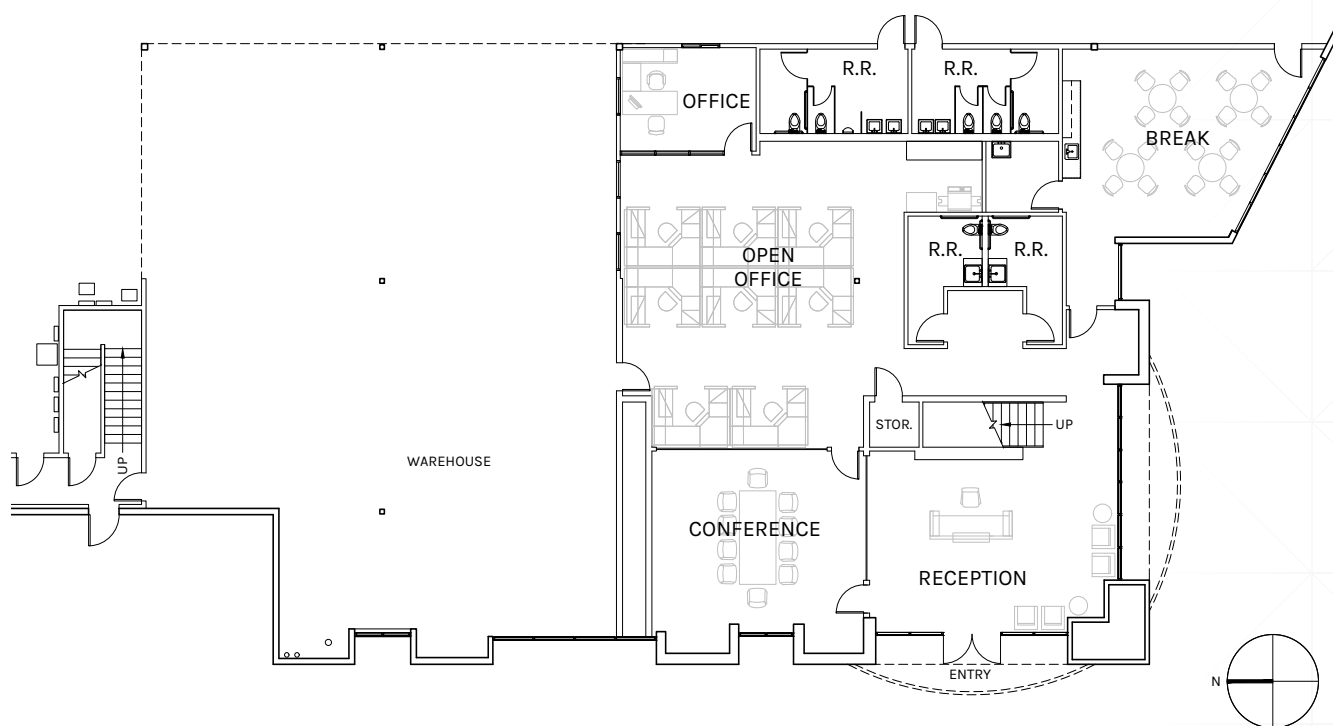 R.R.
R.R.
OFFICE
BREAK
R.R.
R.R.
OPEN
OFFICE
STOR.
UP
UP
WAREHOUSE
CONFERENCE
RECEPTION
ENTRY
N